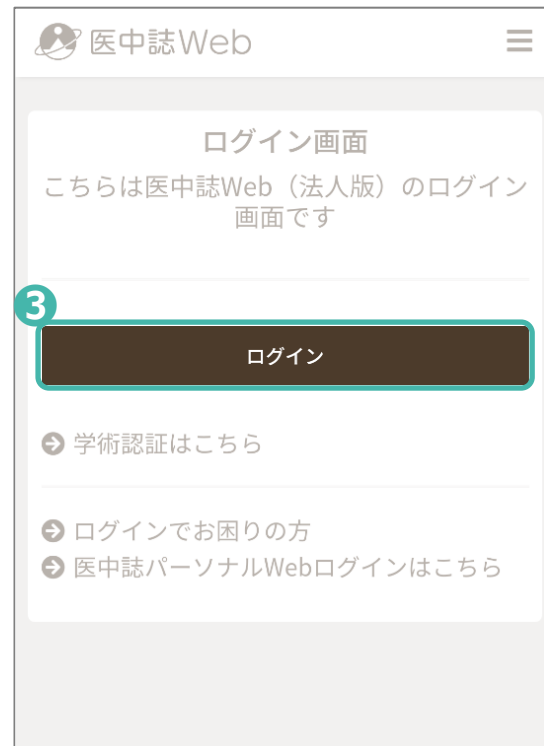 医中誌Web
ログイン画面
こちらは医中誌Web（法人版）のログイン
画面です
3
ログイン
学術認証はこちら
ログインでお困りの方
医中誌パーソナルWebログインはこちら